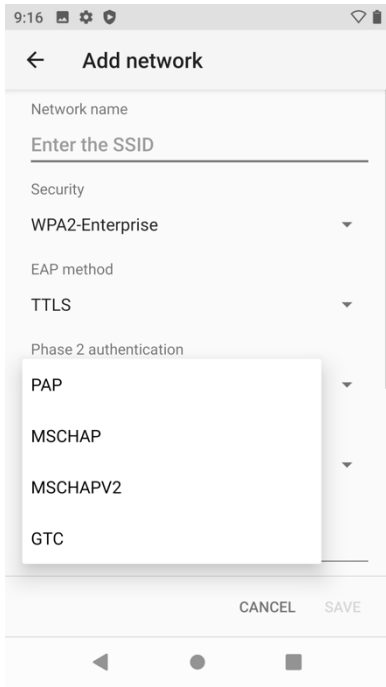 9:16
Add network
Network name
Enter the SSID
Security
WPA2-Enterprise
EAP method
TTLS
Phase 2 authentication
PAP
MSCHAP
MSCHAPV2
GTC
CANCEL SAVE